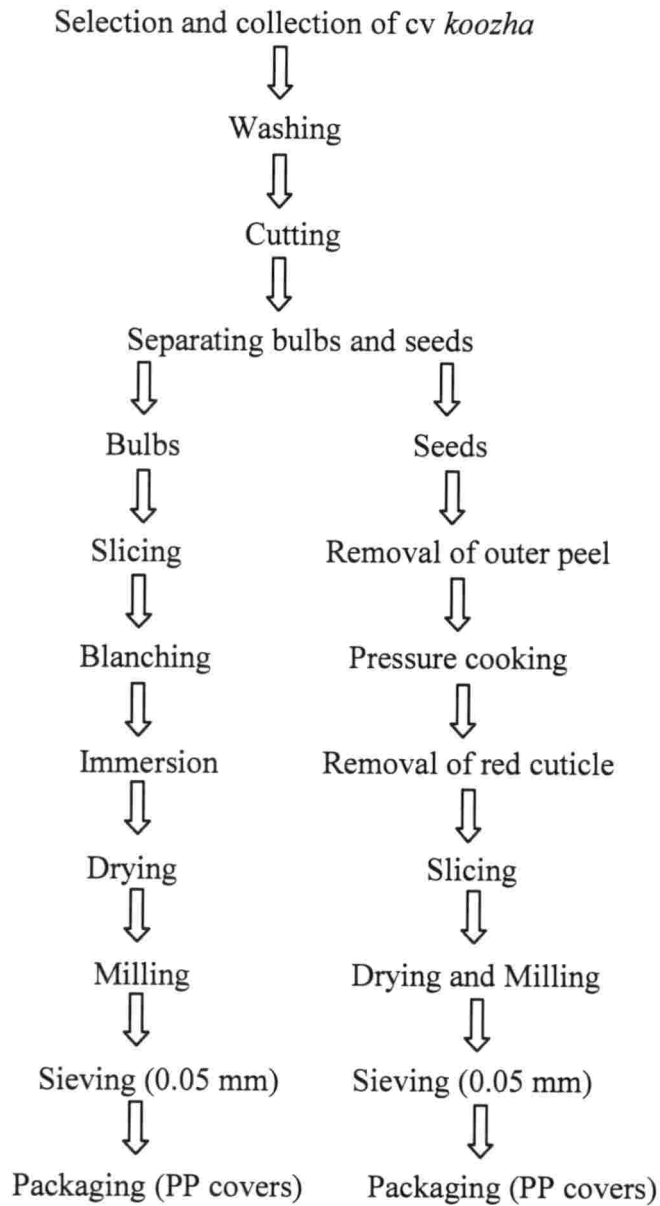 Selection and collection of cv koozha
Washing
Cutting
Separating bulbs and seeds
Bulbs
Seeds
Slicing
Removal of outer peel
Blanching
Pressure cooking
Immersion
Removal of red cuticle
Drying
Slicing
Milling
Drying and Milling
Sieving (0.05 mm)
Sieving (0.05 mm)
Packaging (PP covers)
Packaging (PP covers)